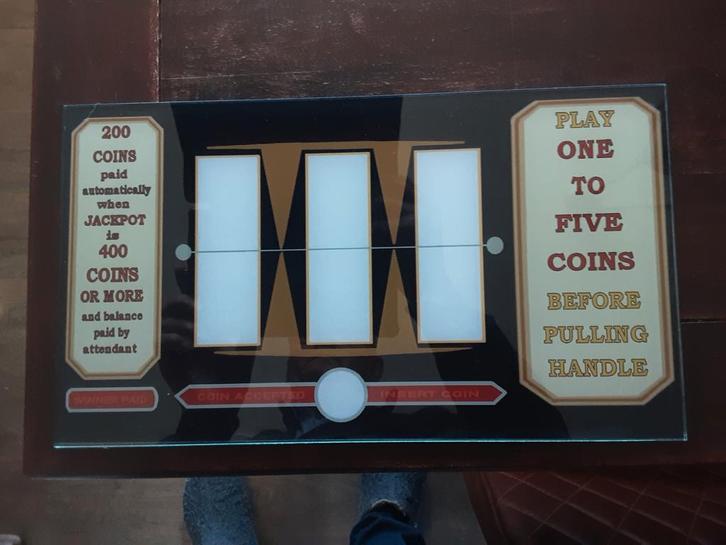 200
COINS
paid
automatically
when
JACKPOT
is
400
COINS
OR MORE
and balance
paid by
attendant
WINNER PAID
COIN ACCEPTED
INSERT COIN
PLAY
ONE
TO
FIVE
COINS
BEFORE
PULLING
HANDLE